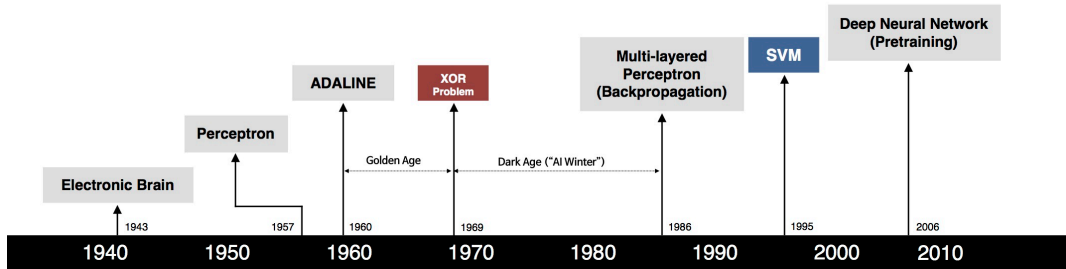 Deep Neural Network
(Pretraining)
Multi-layered
Perceptron
(Backpropagation)
SVM
ADALINE
XOR
Problem
Perceptron
Golden Age
Dark Age ("AI Winter")
Electronic Brain
1943
1957
1960
1969
1986
1995
2006
1940
1950
1960
1970
1980
1990
2000
2010